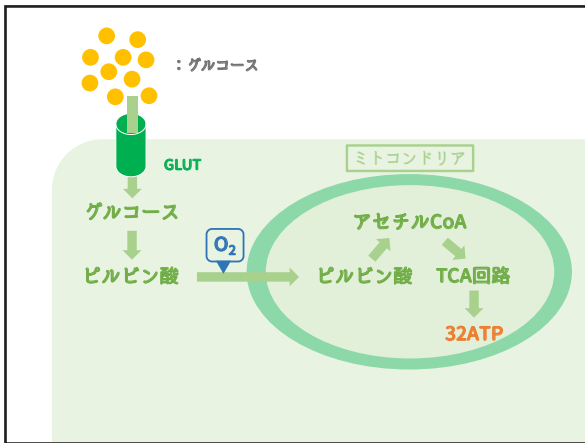 ：グルコース
GLUT
ミトコンドリア
グルコース
アセチルCoA
O₂
ピルビン酸
ピルビン酸
TCA回路
32ATP